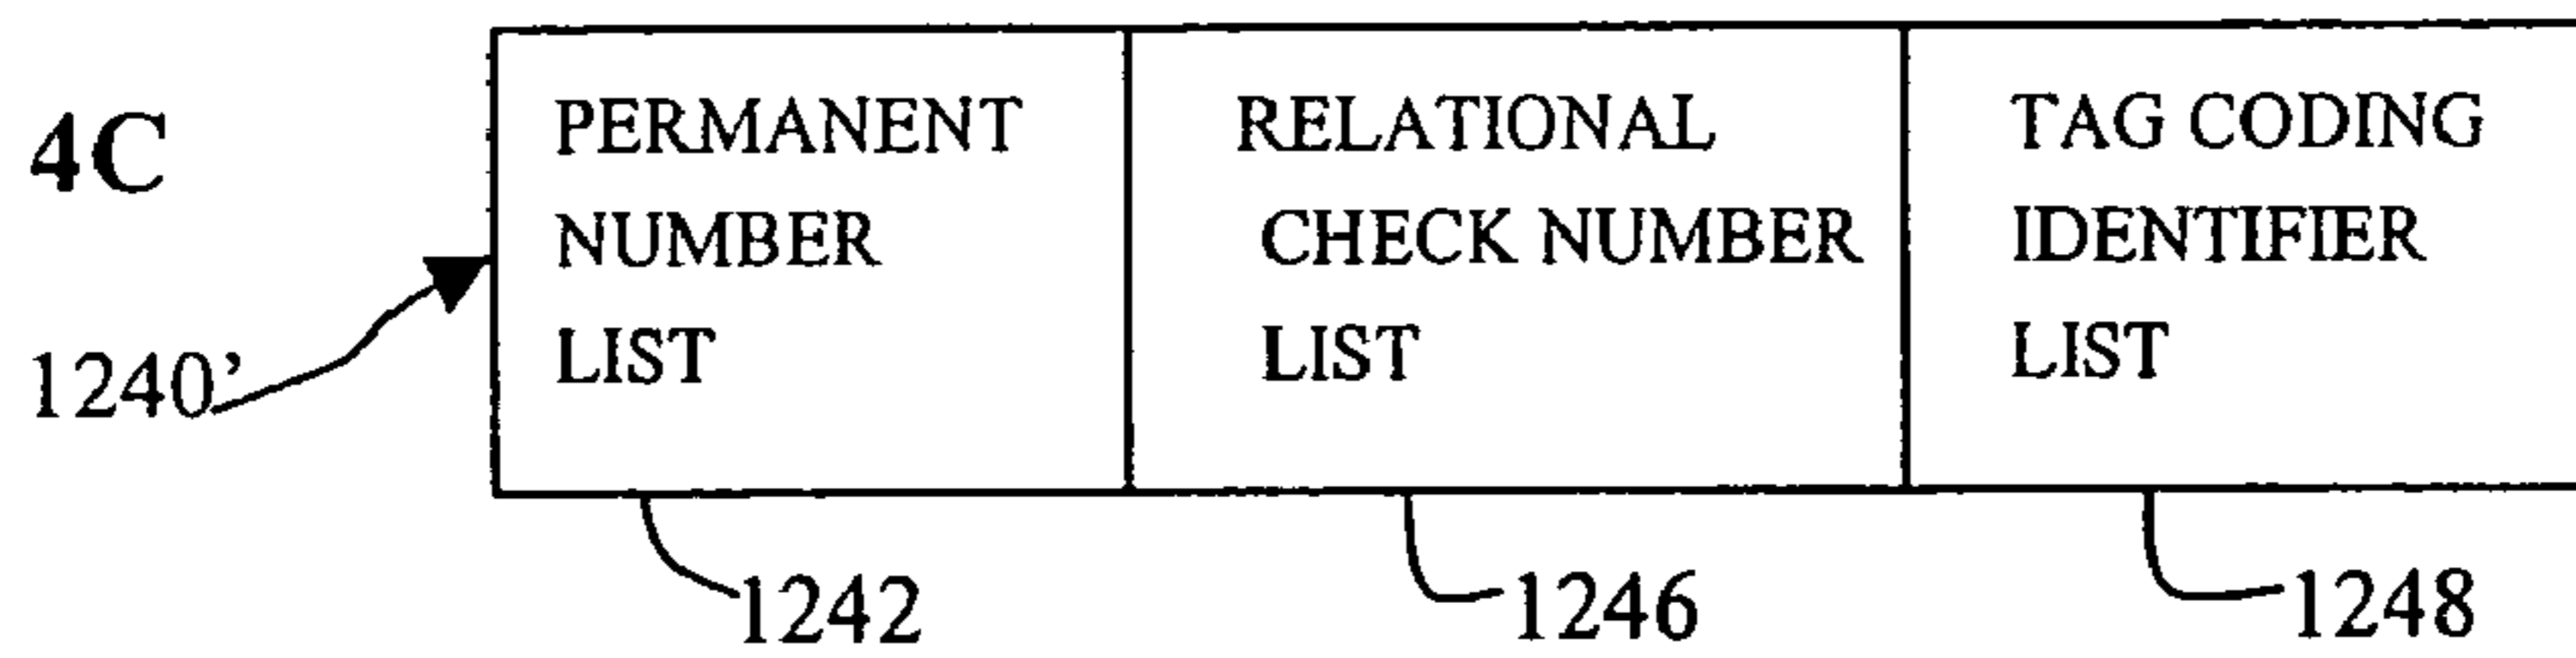 4C
1240’
PERMANENT
NUMBER
LIST
RELATIONAL
CHECK NUMBER
LIST
TAG CODING
IDENTIFIER
LIST
1242
1246
1248